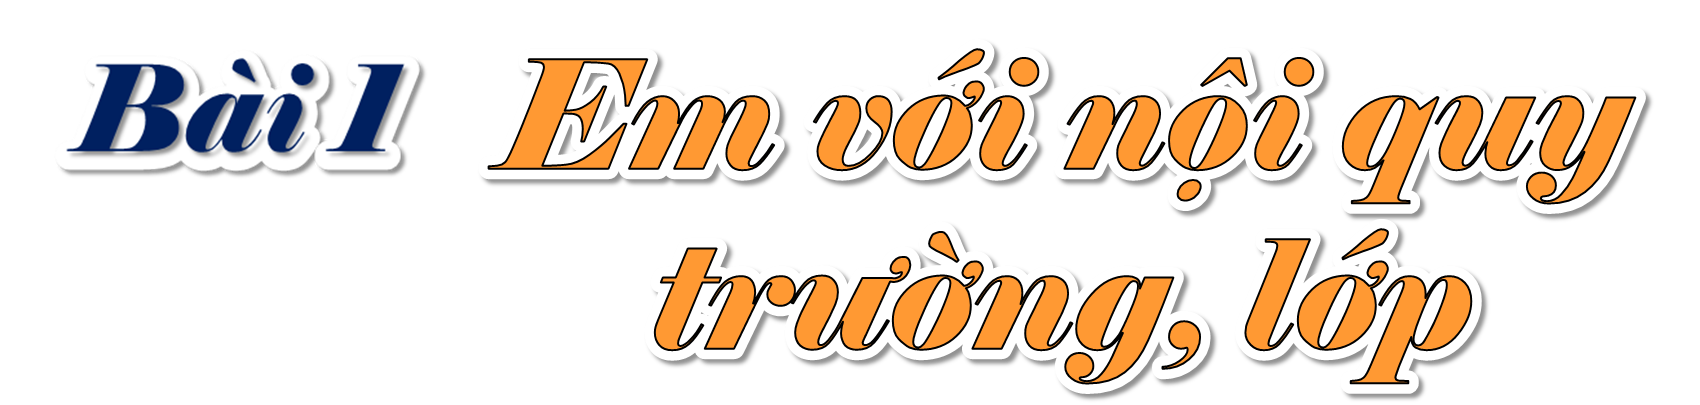 Bài 1 Em với nội quy
trường, lớp